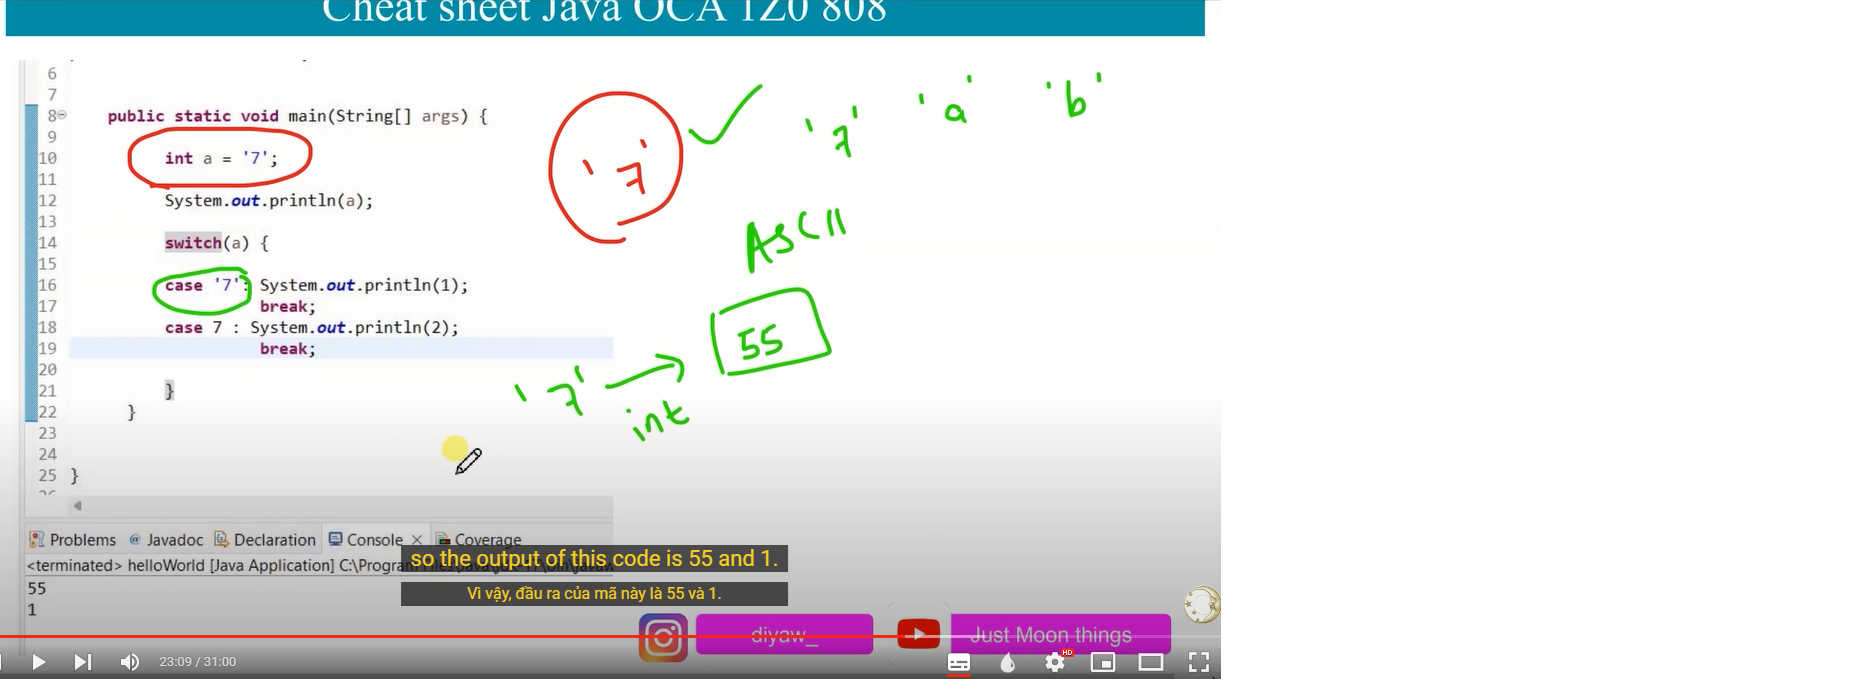 Cheat sheet Java OCA 1Z0 808
6
7
8 public static void main(String[] args) {
9
10 int a = '7';
11
12 System.out.println(a);
13
14 switch(a) {
15
16 case '7': System.out.println(1);
17 break;
18 case 7 : System.out.println(2);
19 break;
20
21 }
22 }
23
24
25 }
'7'
'7' 'a' 'b'
ASCII
55
'7'
int
Problems @ Javadoc Declaration Console Coverage
<terminated> helloWorld [Java Application] C:\Program
55
1
so the output of this code is 55 and 1.
Vì vậy, đầu ra của mã này là 55 và 1.
diyaw_ Just Moon things
23:09 / 31:00
HD